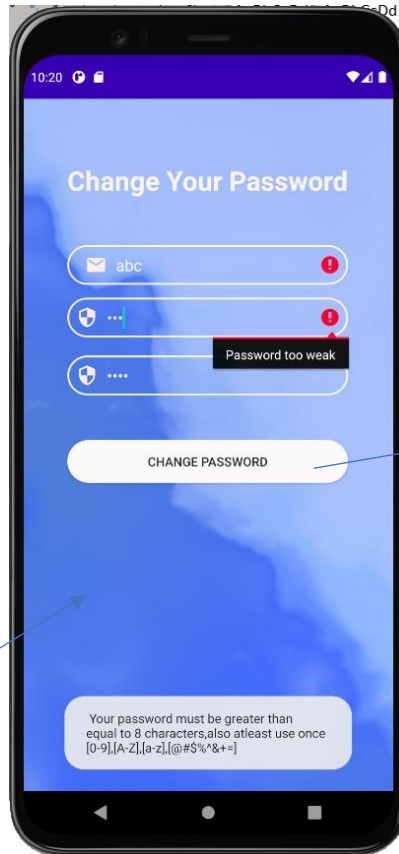 10:20
Change Your Password
abc
Password too weak
CHANGE PASSWORD
Your password must be greater than
equal to 8 characters,also atleast use once
[0-9],[A-Z],[a-z],[@#$%^&+=]